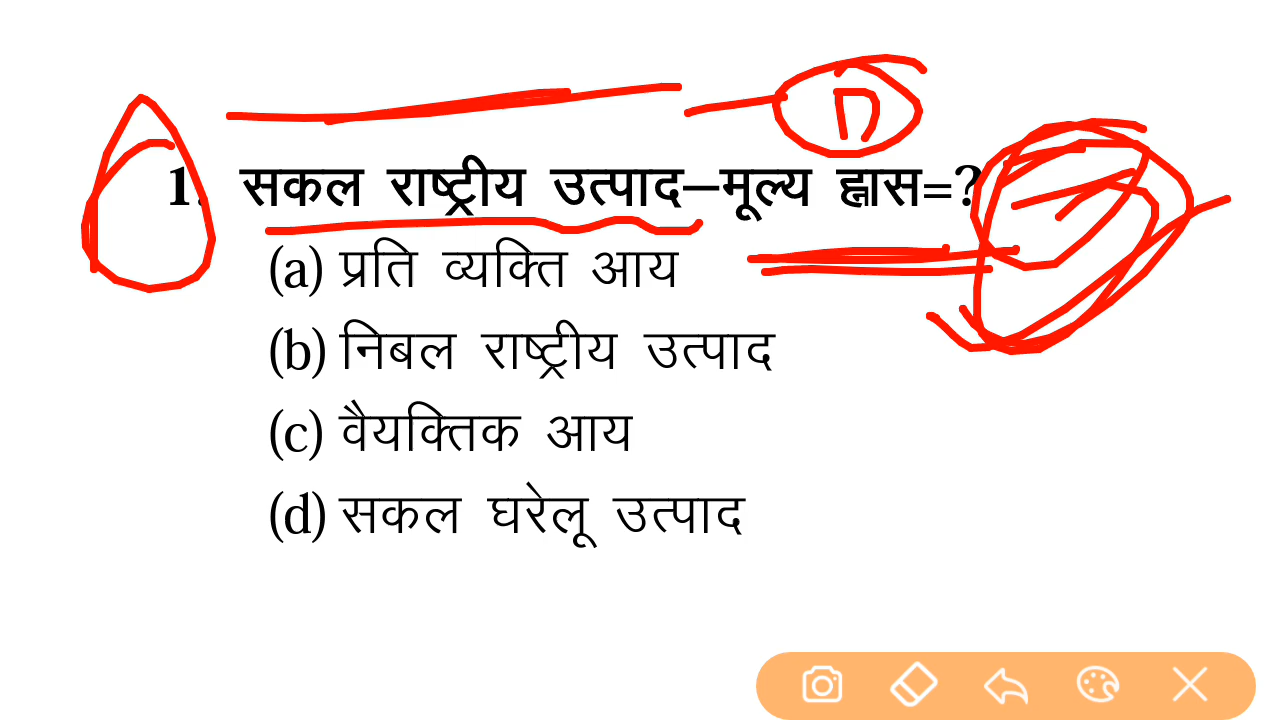 D
1. सकल राष्ट्रीय उत्पाद–मूल्य ह्लास=?
(a) प्रति व्यक्ति आय
(b) निबल राष्ट्रीय उत्पाद
(c) वैयक्तिक आय
(d) सकल घरेलू उत्पाद